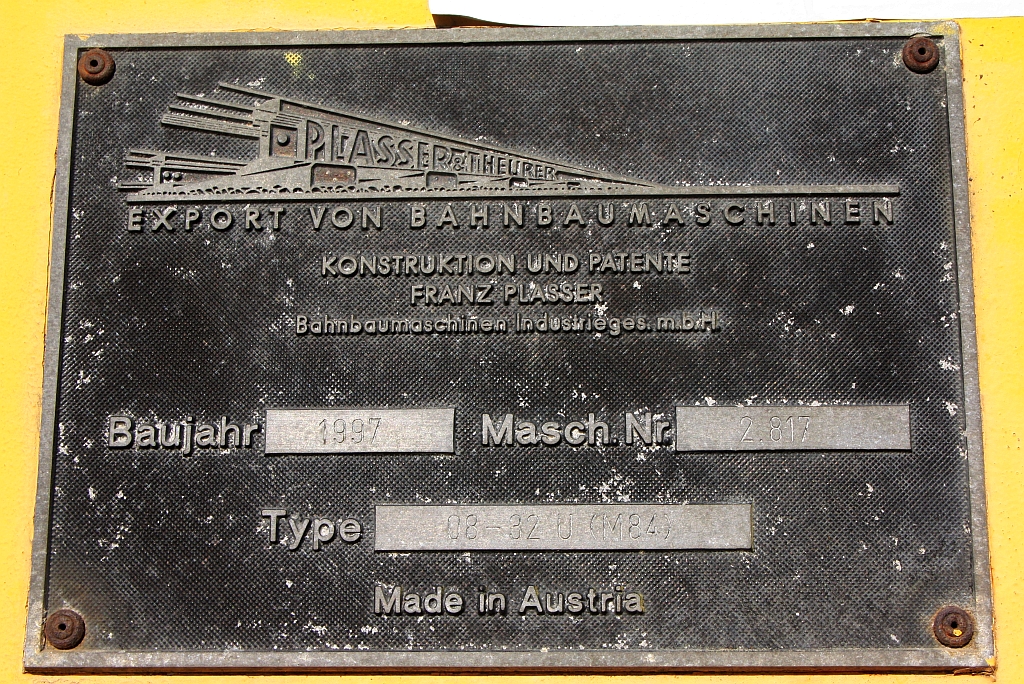 PLASSER & THEURER
EXPORT VON BAHNBAUMASCHINEN
KONSTRUKTION UND PATENTE
FRANZ PLASSER
Bahnbaumaschinen, Industrieges. m.b.H.
Baujahr 1997 Masch. Nr. 2.817
Type 08-32 U (M84)
Made in Austria